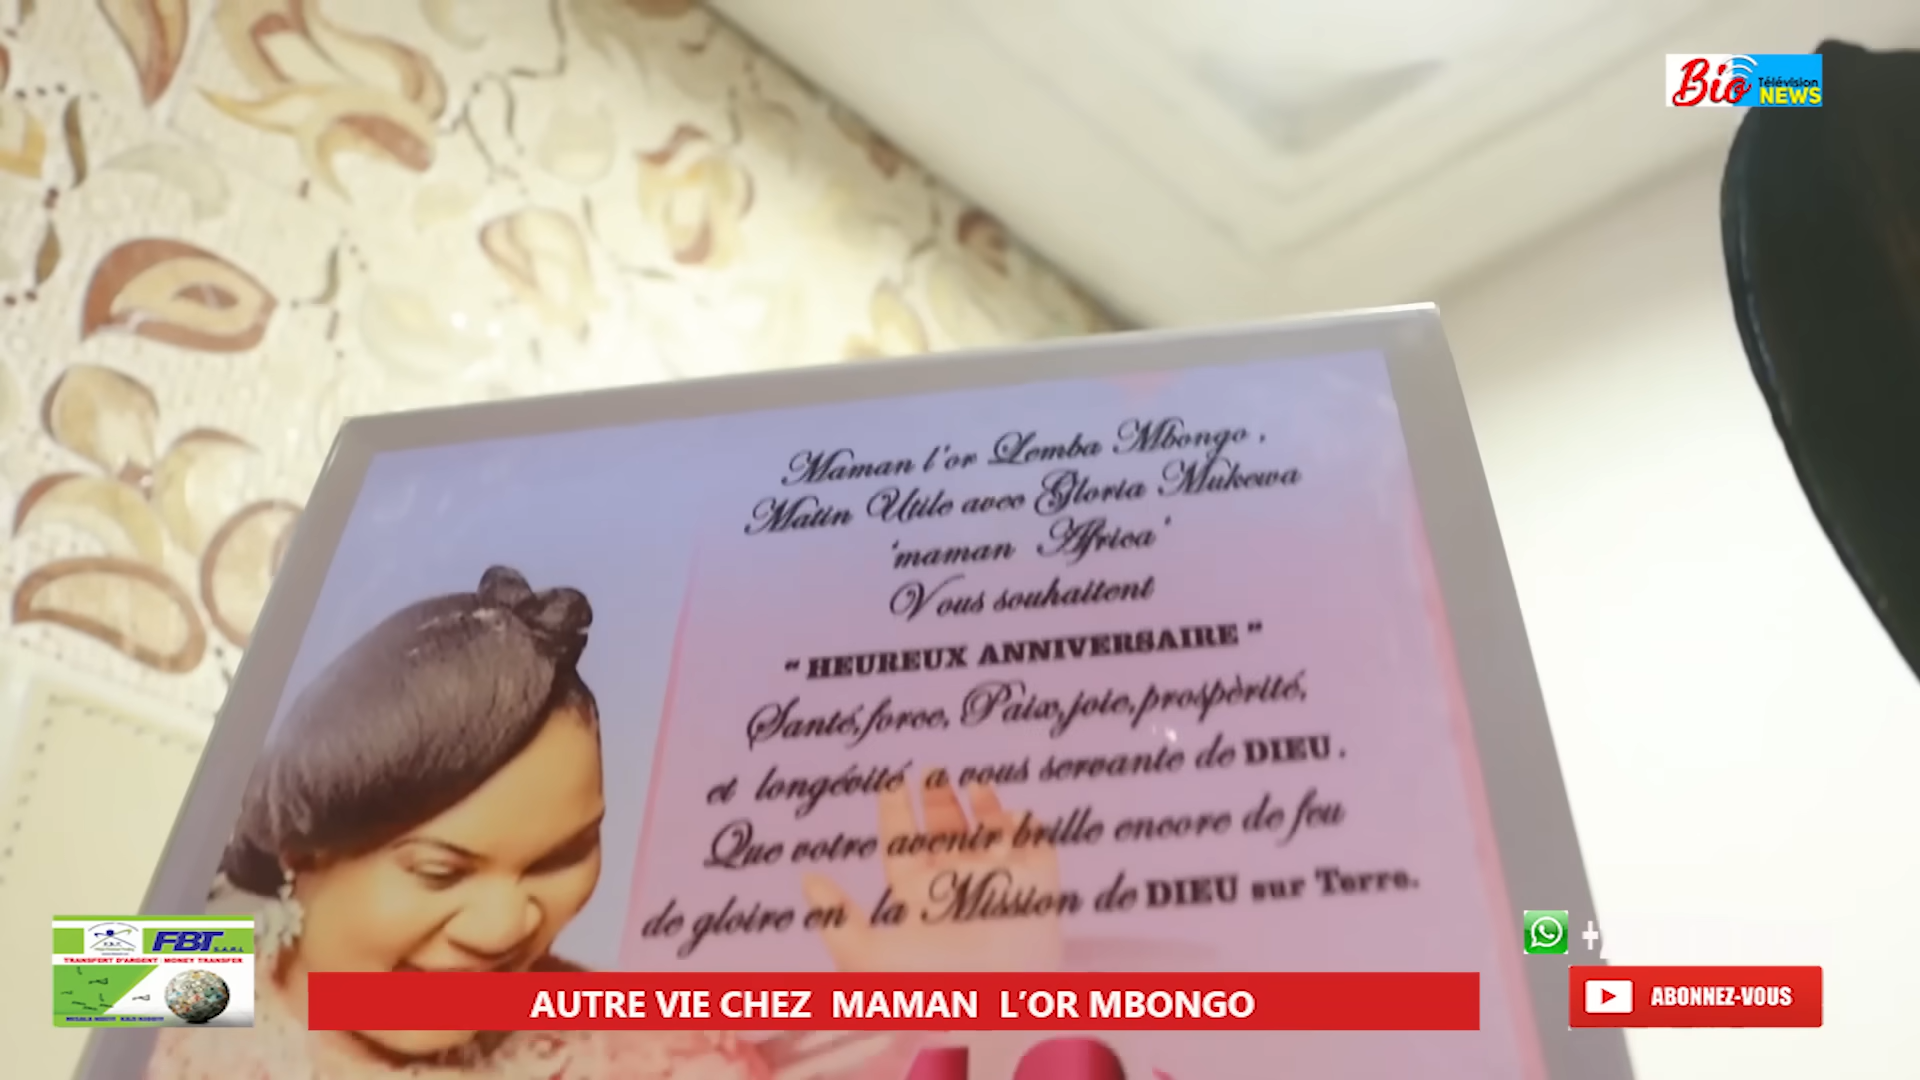 Bio Télévision NEWS
Maman l'or Lemba Mbongo,
Matin Utile avec Gloria Mukewa
'maman Africa'
Vous souhaitent
“ HEUREUX ANNIVERSAIRE ”
Santé, force, Paix, joie, prospèrité,
et longévité a vous servante de DIEU.
Que votre avenir brille encore de feu
de gloire en la Mission de DIEU sur Terre.
FBT S.A.R.L
TRANSFERT D'ARGENT MONEY TRANSFER
+
AUTRE VIE CHEZ MAMAN L'OR MBONGO
ABONNEZ-VOUS